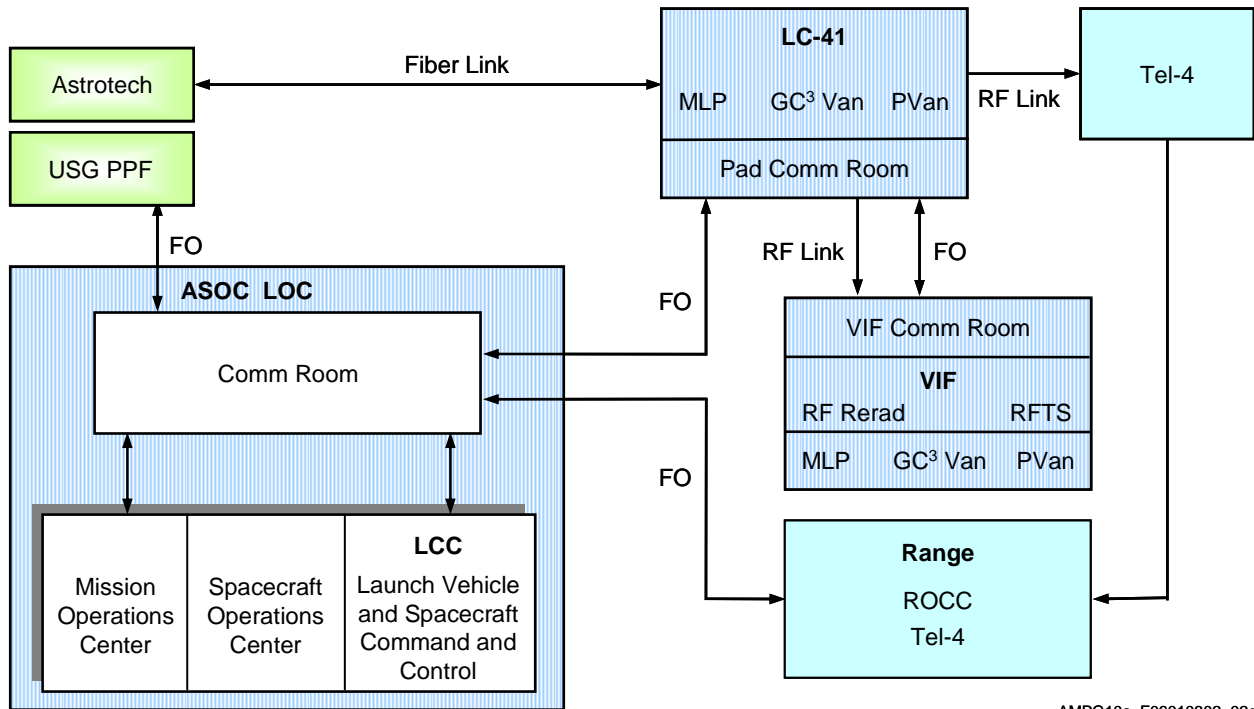 Astrotech
Fiber Link
LC-41
MLP GC³ Van PVan
Pad Comm Room
RF Link
Tel-4
USG PPF
FO
RF Link
FO
ASOC LOC
Comm Room
FO
VIF Comm Room
VIF
RF Rerad RFTS
MLP GC³ Van PVan
FO
Mission
Operations
Center
Spacecraft
Operations
Center
LCC
Launch Vehicle
and Spacecraft
Command and
Control
Range
ROCC
Tel-4